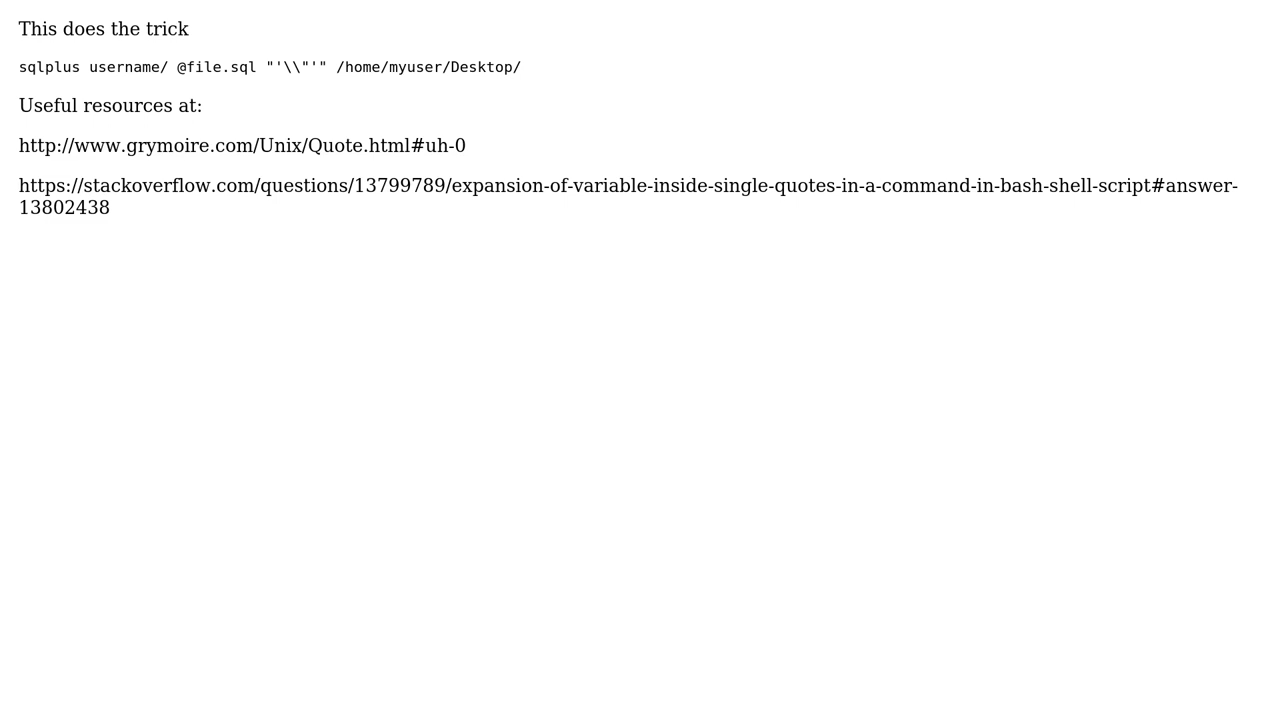 This does the trick
sqlplus username/ @file.sql "'\\"'" /home/myuser/Desktop/
Useful resources at:
http://www.grymoire.com/Unix/Quote.html#uh-0
https://stackoverflow.com/questions/13799789/expansion-of-variable-inside-single-quotes-in-a-command-in-bash-shell-script#answer-
13802438